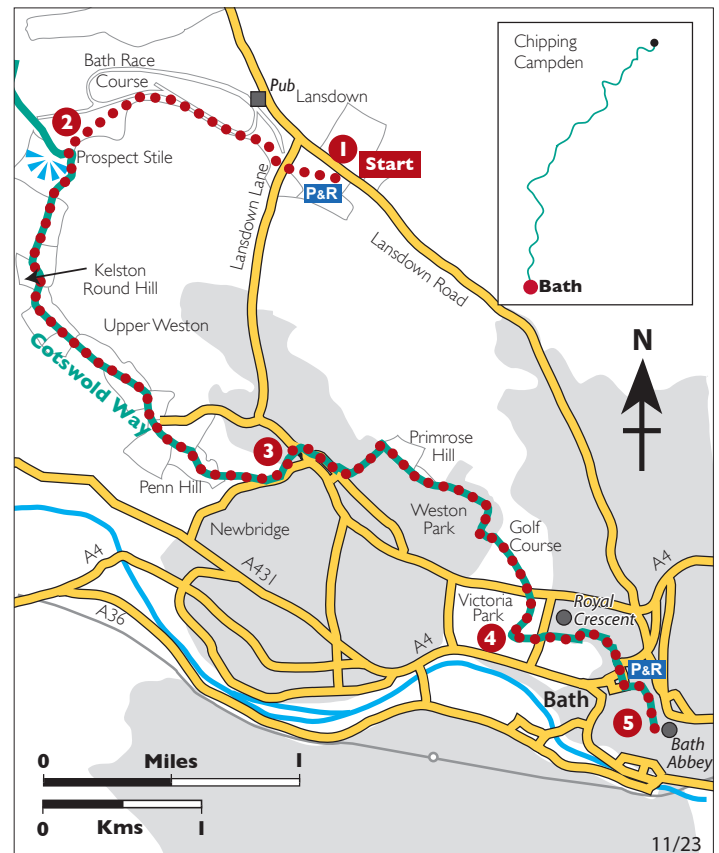 Bath Race
Course
Pub
Lansdown
1
Start
P&R
2
Prospect Stile
Lansdown Lane
Lansdown Road
Kelston
Round Hill
Upper Weston
Cotswold Way
3
Penn Hill
Primrose
Hill
Weston
Park
Newbridge
Golf
Course
A4
A431
A36
A4
A4
Victoria
Park
Royal
Crescent
4
P&R
Bath
5
Bath
Abbey
Chipping
Campden
Bath
N
0 Miles 1
0 Kms 1
11/23